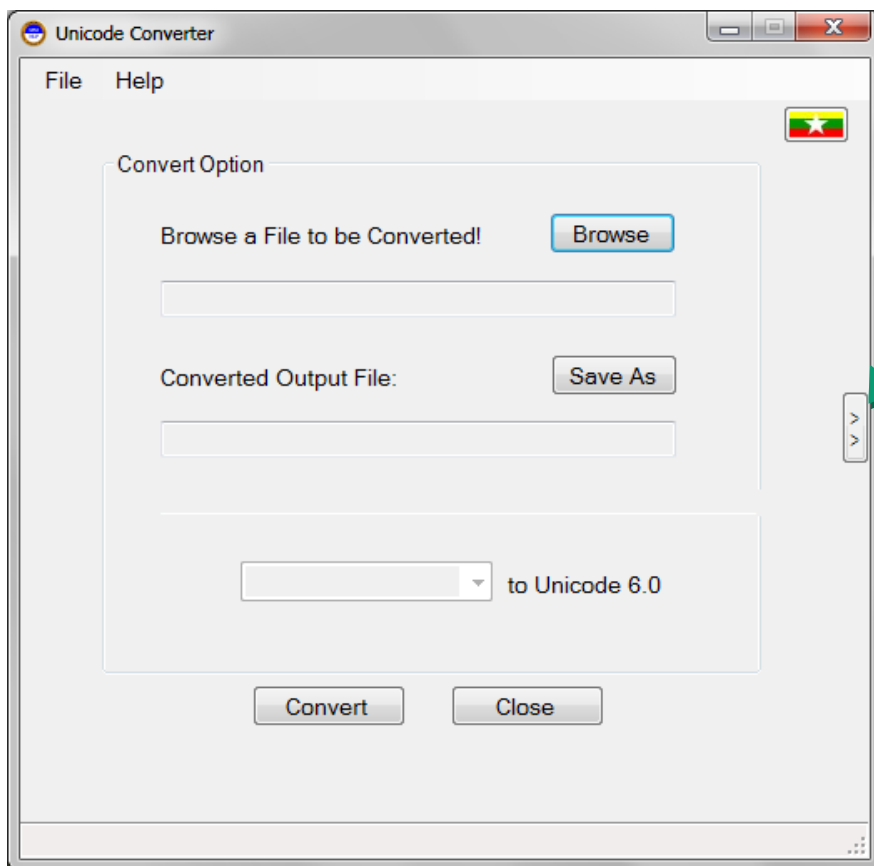 Unicode Converter
File Help
Convert Option
Browse a File to be Converted! Browse
Converted Output File: Save As
>
>
to Unicode 6.0
Convert Close